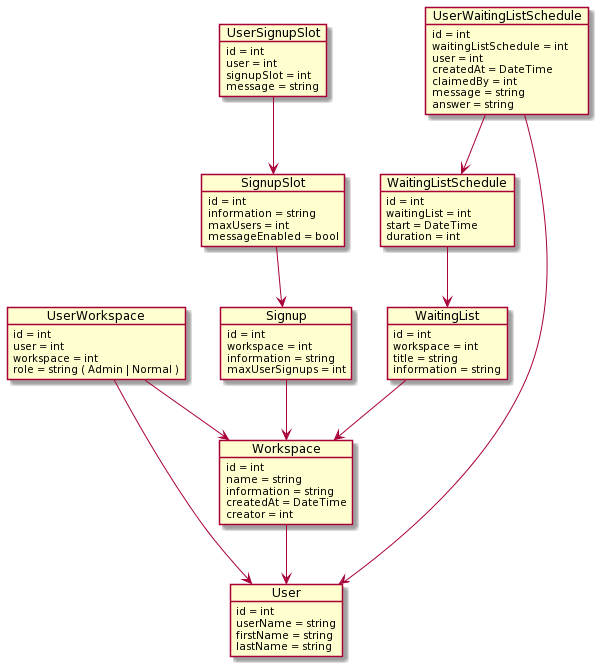 UserSignupSlot
id = int
user = int
signupSlot = int
message = string
UserWaitingListSchedule
id = int
waitingListSchedule = int
user = int
createdAt = DateTime
claimedBy = int
message = string
answer = string
SignupSlot
id = int
information = string
maxUsers = int
messageEnabled = bool
WaitingListSchedule
id = int
waitingList = int
start = DateTime
duration = int
UserWorkspace
id = int
user = int
workspace = int
role = string ( Admin | Normal )
Signup
id = int
workspace = int
information = string
maxUserSignups = int
WaitingList
id = int
workspace = int
title = string
information = string
Workspace
id = int
name = string
information = string
createdAt = DateTime
creator = int
User
id = int
userName = string
firstName = string
lastName = string